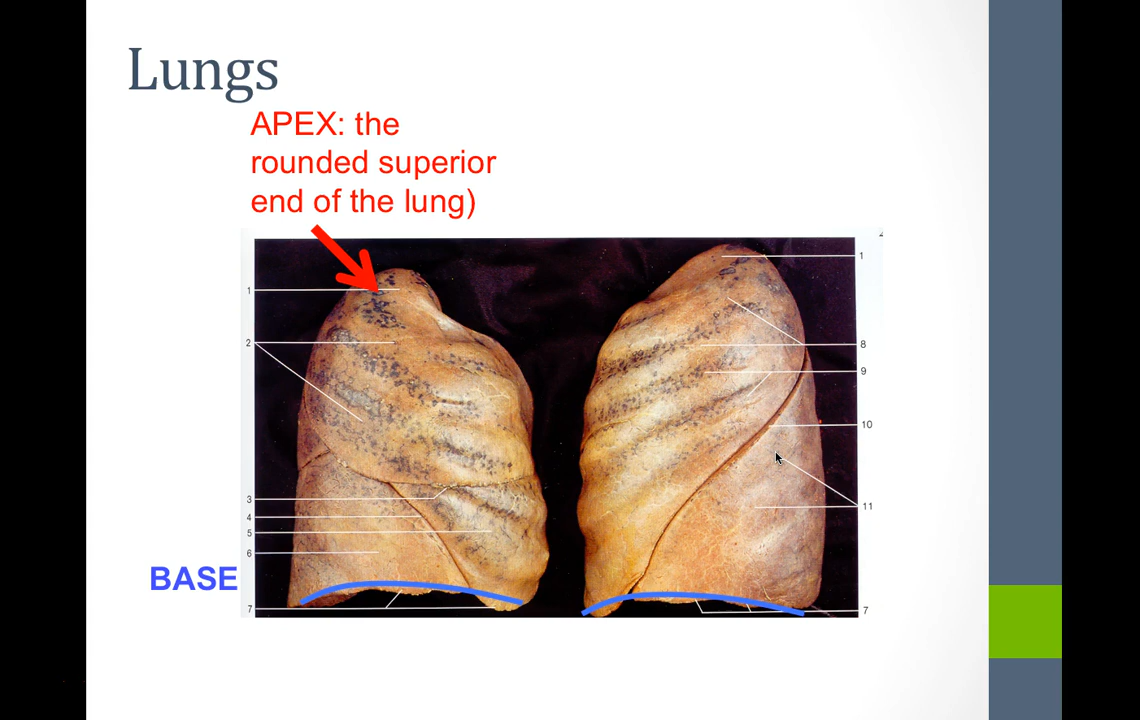 Lungs
APEX: the
rounded superior
end of the lung)
1
1
2
8
9
10
3
11
4
5
6
BASE
7
7